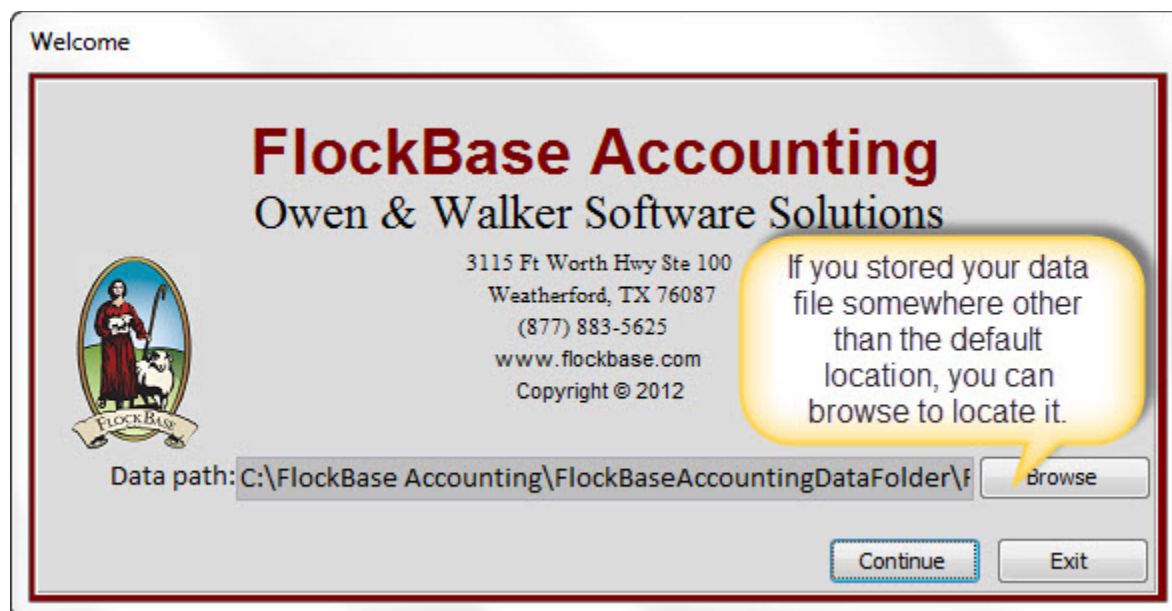 Welcome
FlockBase Accounting
Owen & Walker Software Solutions
3115 Ft Worth Hwy Ste 100
Weatherford, TX 76087
(877) 883-5625
www.flockbase.com
Copyright © 2012
If you stored your data
file somewhere other
than the default
location, you can
browse to locate it.
FLOCKBASE
Data path: C:\FlockBase Accounting\FlockBaseAccountingDataFolder\F Browse
Continue Exit